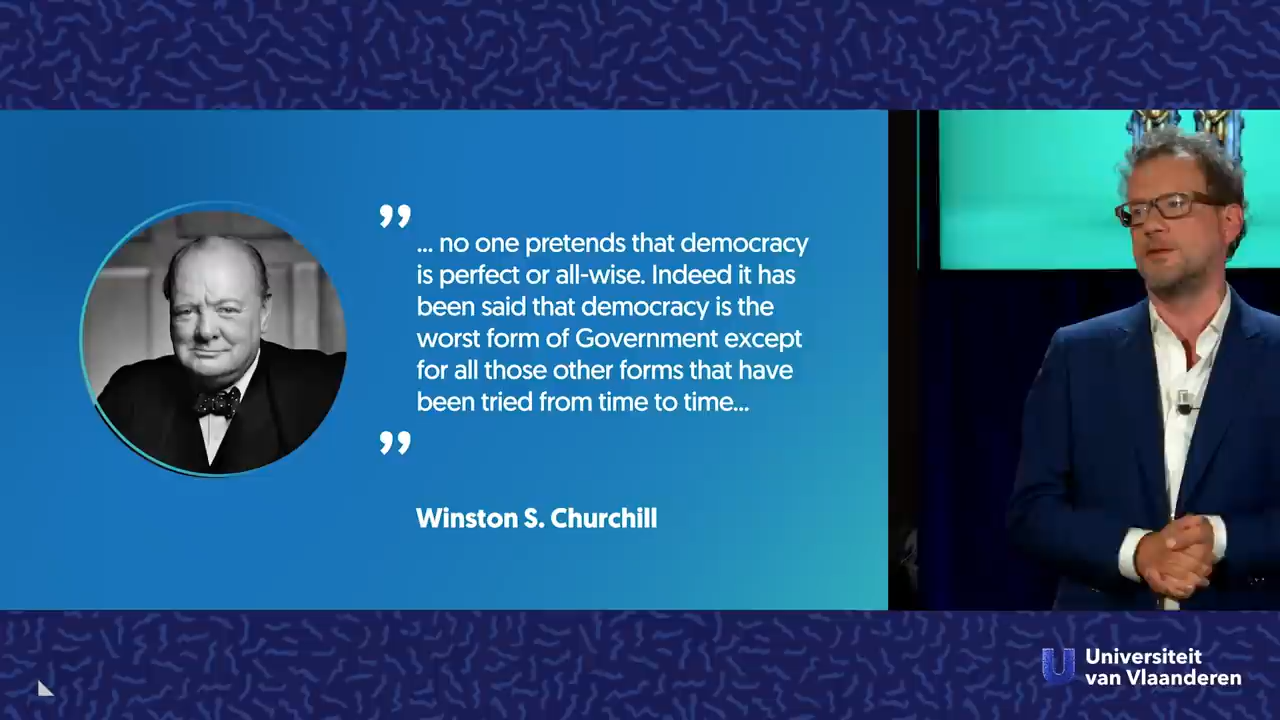 ”
... no one pretends that democracy
is perfect or all-wise. Indeed it has
been said that democracy is the
worst form of Government except
for all those other forms that have
been tried from time to time...
”
Winston S. Churchill
Universiteit
van Vlaanderen